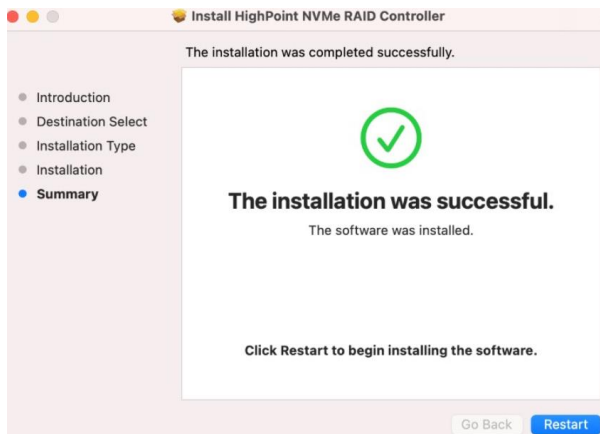 Install HighPoint NVMe RAID Controller
The installation was completed successfully.
Introduction
Destination Select
Installation Type
Installation
Summary
The installation was successful.
The software was installed.
Click Restart to begin installing the software.
Go Back
Restart